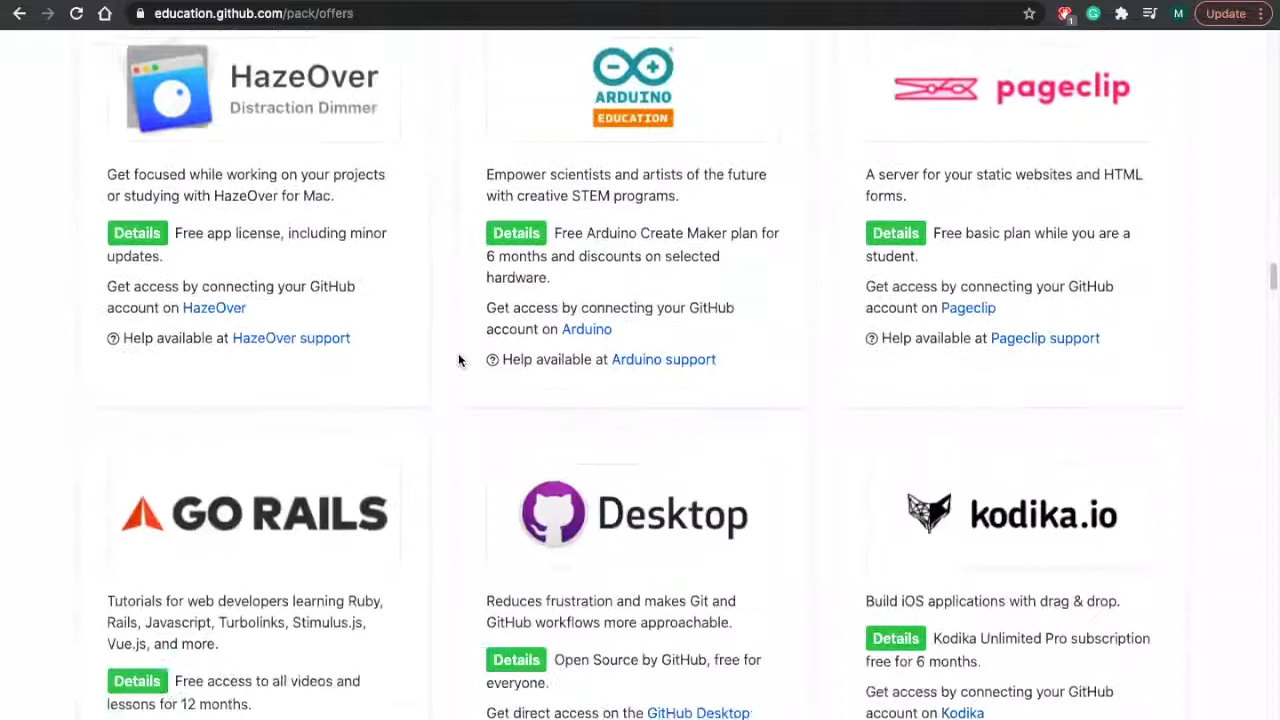 education.github.com/pack/offers
1
M
Update
HazeOver
Distraction Dimmer
Get focused while working on your projects
or studying with HazeOver for Mac.
Details Free app license, including minor
updates.
Get access by connecting your GitHub
account on HazeOver
Help available at HazeOver support
ARDUINO
EDUCATION
Empower scientists and artists of the future
with creative STEM programs.
Details Free Arduino Create Maker plan for
6 months and discounts on selected
hardware.
Get access by connecting your GitHub
account on Arduino
Help available at Arduino support
pageclip
A server for your static websites and HTML
forms.
Details Free basic plan while you are a
student.
Get access by connecting your GitHub
account on Pageclip
Help available at Pageclip support
GO RAILS
Tutorials for web developers learning Ruby,
Rails, Javascript, Turbolinks, Stimulus.js,
Vue.js, and more.
Details Free access to all videos and
lessons for 12 months.
Desktop
Reduces frustration and makes Git and
GitHub workflows more approachable.
Details Open Source by GitHub, free for
everyone.
Get direct access on the GitHub Desktop
kodika.io
Build iOS applications with drag & drop.
Details Kodika Unlimited Pro subscription
free for 6 months.
Get access by connecting your GitHub
account on Kodika